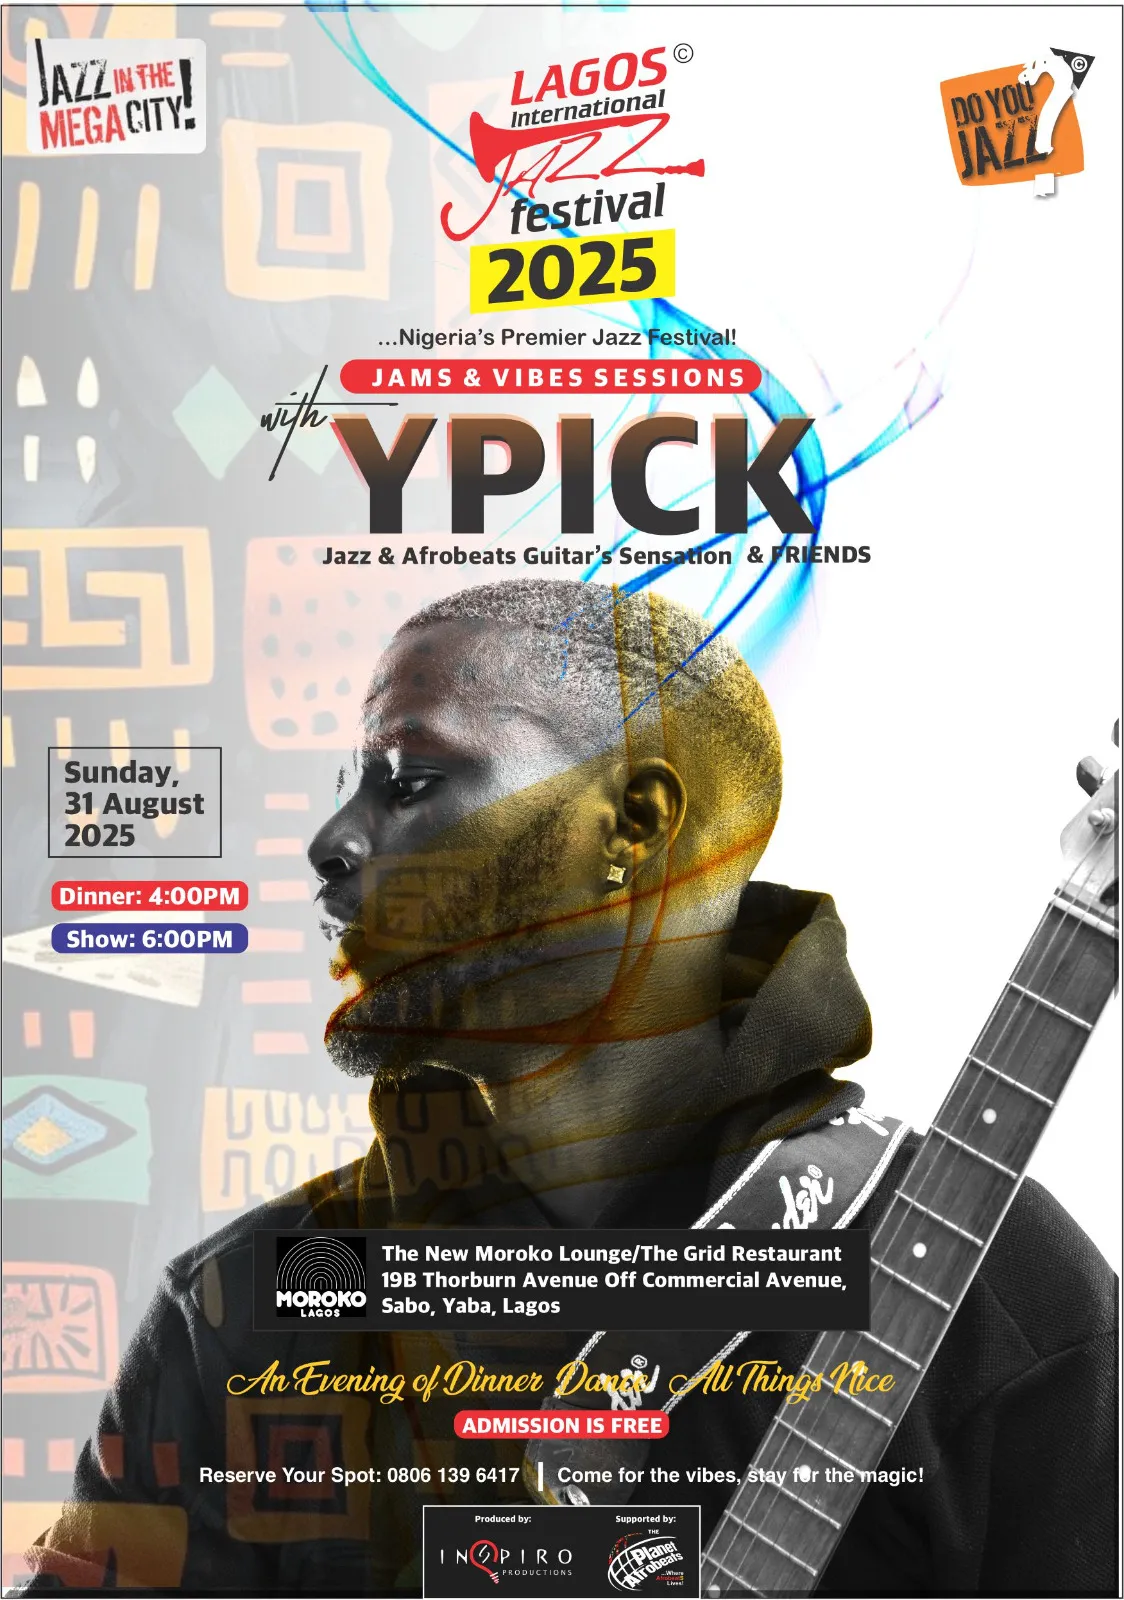 JAZZ IN THE
MEGA CITY!
LAGOS ©
International
JAZZ
festival
2025
DO YOU
JAZZ ? ©
...Nigeria's Premier Jazz Festival!
JAMS & VIBES SESSIONS
with
YPICK
Jazz & Afrobeats Guitar's Sensation & FRIENDS
Sunday,
31 August
2025
Dinner: 4:00PM
Show: 6:00PM
MOROKO
LAGOS
The New Moroko Lounge/The Grid Restaurant
19B Thorburn Avenue Off Commercial Avenue,
Sabo, Yaba, Lagos
An Evening of Dinner Dance All Things Nice
ADMISSION IS FREE
Reserve Your Spot: 0806 139 6417 | Come for the vibes, stay for the magic!
Produced by:
INSPIRO
PRODUCTIONS
Supported by:
THE
Planet
Afrobeats
...Where
Afrobeats
Lives!